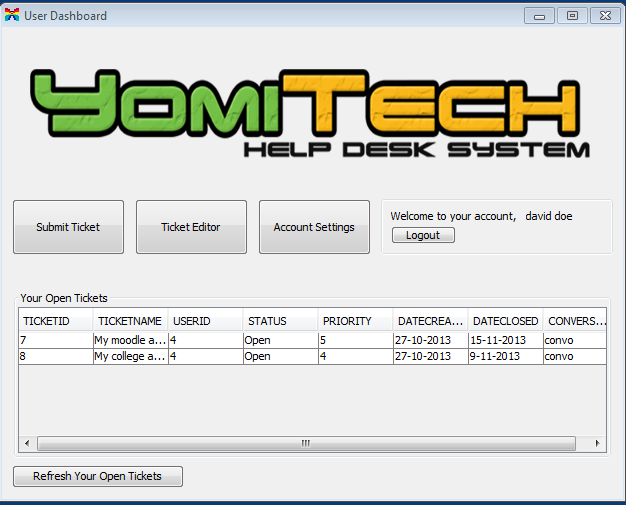 User Dashboard
YOMITECH
HELP DESK SYSTEM
Submit Ticket
Ticket Editor
Account Settings
Welcome to your account, david doe
Logout
Your Open Tickets
TICKETID TICKETNAME USERID STATUS PRIORITY DATECREA... DATECLOSED CONVERS...
7 My moodle a... 4 Open 5 27-10-2013 15-11-2013 convo
8 My college a... 4 Open 4 27-10-2013 9-11-2013 convo
Refresh Your Open Tickets